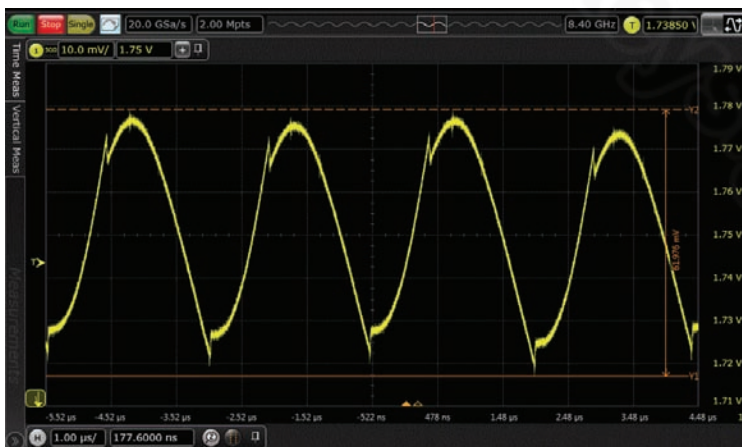 Run Stop Single 20.0 GSa/s 2.00 Mpts 8.40 GHz T 1.73850 V
1 10.0 mV/ 1.75 V +
Time Meas
Vertical Meas
Measurements
1.79 V
1.78 V
1.77 V
1.76 V
1.75 V
1.74 V
1.73 V
1.72 V
1.71 V
Y2
61.976 mV
Y1
T
-5.52 µs -4.52 µs -3.52 µs -2.52 µs -1.52 µs -522 ns 478 ns 1.48 µs 2.48 µs 3.48 µs 4.48 µs
H 1.00 µs/ 177.6000 ns